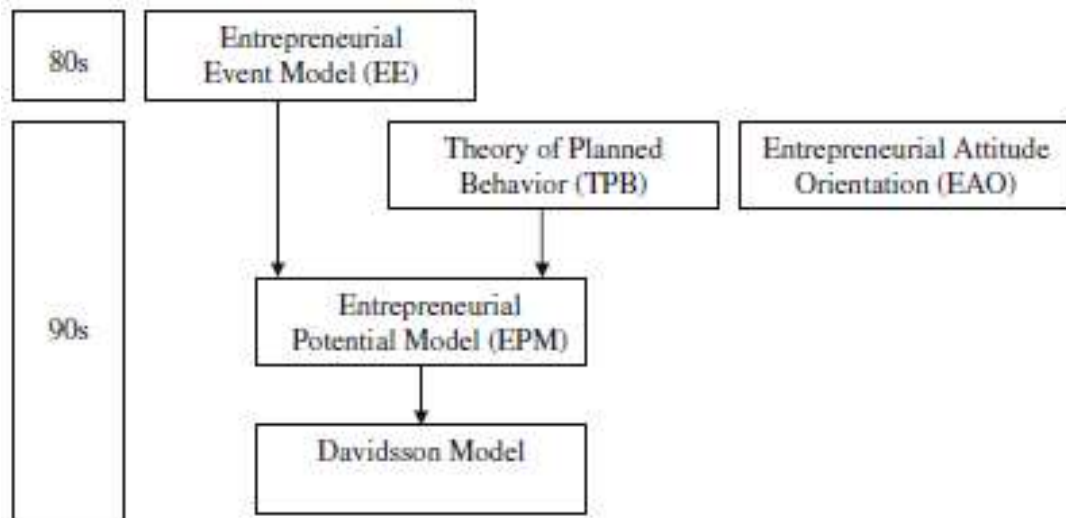 80s
Entrepreneurial
Event Model (EE)
Theory of Planned
Behavior (TPB)
Entrepreneurial Attitude
Orientation (EAO)
90s
Entrepreneurial
Potential Model (EPM)
Davidsson Model